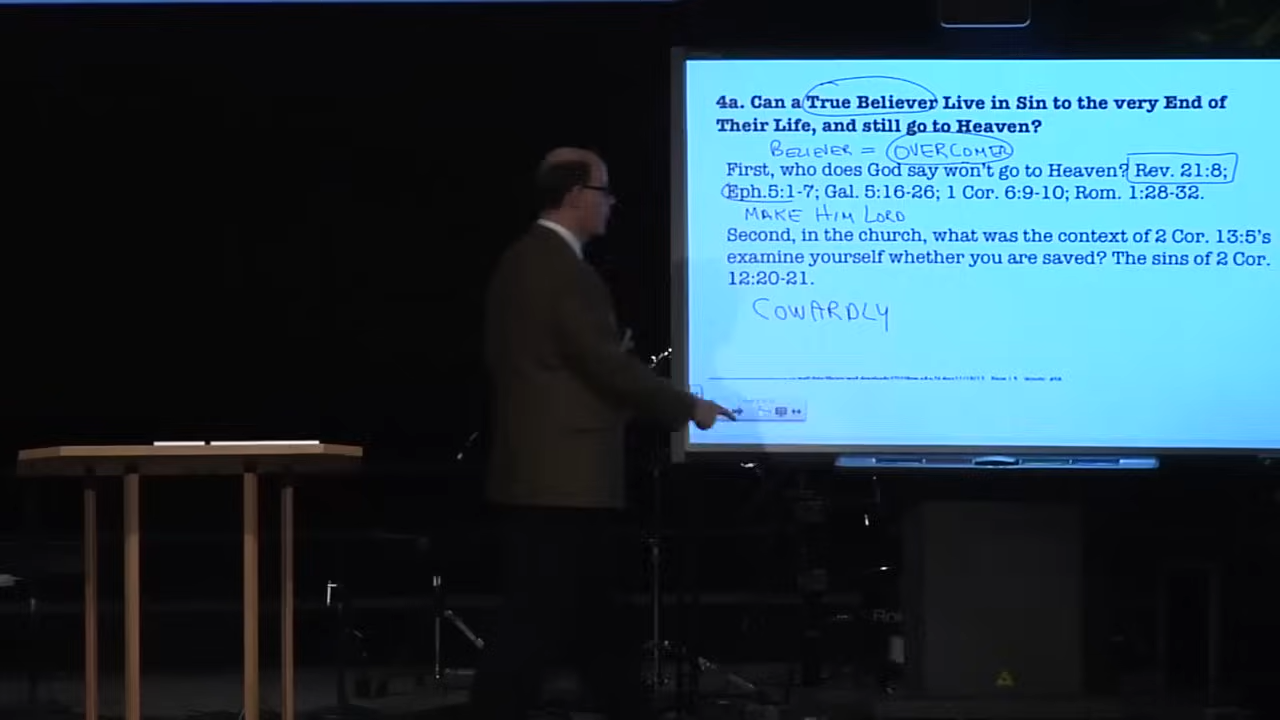 4a. Can a True Believer Live in Sin to the very End of
Their Life, and still go to Heaven?
BELIEVER = OVERCOMER
First, who does God say won't go to Heaven? Rev. 21:8;
Eph.5:1-7; Gal. 5:16-26; 1 Cor. 6:9-10; Rom. 1:28-32.
MAKE HIM LORD
Second, in the church, what was the context of 2 Cor. 13:5's
examine yourself whether you are saved? The sins of 2 Cor.
12:20-21.
COWARDLY